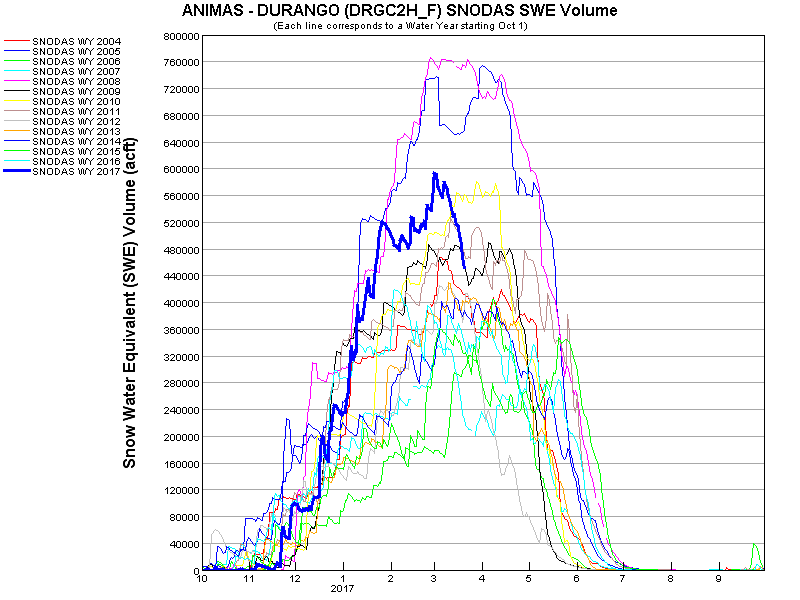 ANIMAS - DURANGO (DRGC2H_F) SNODAS SWE Volume
(Each line corresponds to a Water Year starting Oct 1)
SNODAS WY 2004
SNODAS WY 2005
SNODAS WY 2006
SNODAS WY 2007
SNODAS WY 2008
SNODAS WY 2009
SNODAS WY 2010
SNODAS WY 2011
SNODAS WY 2012
SNODAS WY 2013
SNODAS WY 2014
SNODAS WY 2015
SNODAS WY 2016
SNODAS WY 2017
Snow Water Equivalent (SWE) Volume (acft)
800000
760000
720000
680000
640000
600000
560000
520000
480000
440000
400000
360000
320000
280000
240000
200000
160000
120000
80000
40000
0
10 11 12 1 2 3 4 5 6 7 8 9
2017